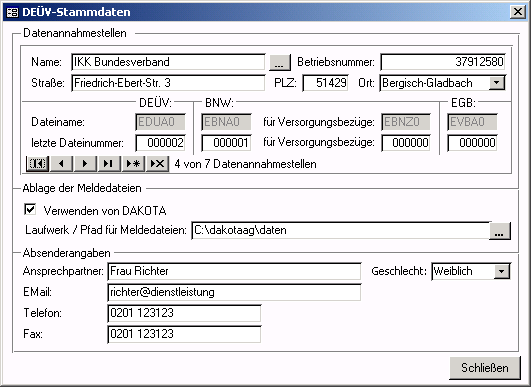 DEÜV-Stammdaten
Datenannahmestellen
Name: IKK Bundesverband ... Betriebsnummer: 37912580
Straße: Friedrich-Ebert-Str. 3 PLZ: 51429 Ort: Bergisch-Gladbach
DEÜV: BNW: EGB:
Dateiname: EDUA0 EBNA0 für Versorgungsbezüge: EBNZ0 EVBA0
letzte Dateinummer: 000002 000001 für Versorgungsbezüge: 000000 000000
4 von 7 Datenannahmestellen
Ablage der Meldedateien
Verwenden von DAKOTA
Laufwerk / Pfad für Meldedateien: C:\dakotaag\daten ...
Absenderangaben
Ansprechpartner: Frau Richter Geschlecht: Weiblich
EMail: richter@dienstleistung
Telefon: 0201 123123
Fax: 0201 123123
Schließen